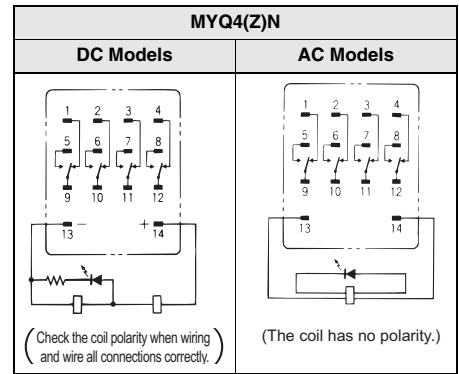 MYQ4(Z)N
DC Models
AC Models
1 2 3 4
5 6 7 8
9 10 11 12
13 − + 14
(Check the coil polarity when wiring
and wire all connections correctly.)
1 2 3 4
5 6 7 8
9 10 11 12
13 14
(The coil has no polarity.)